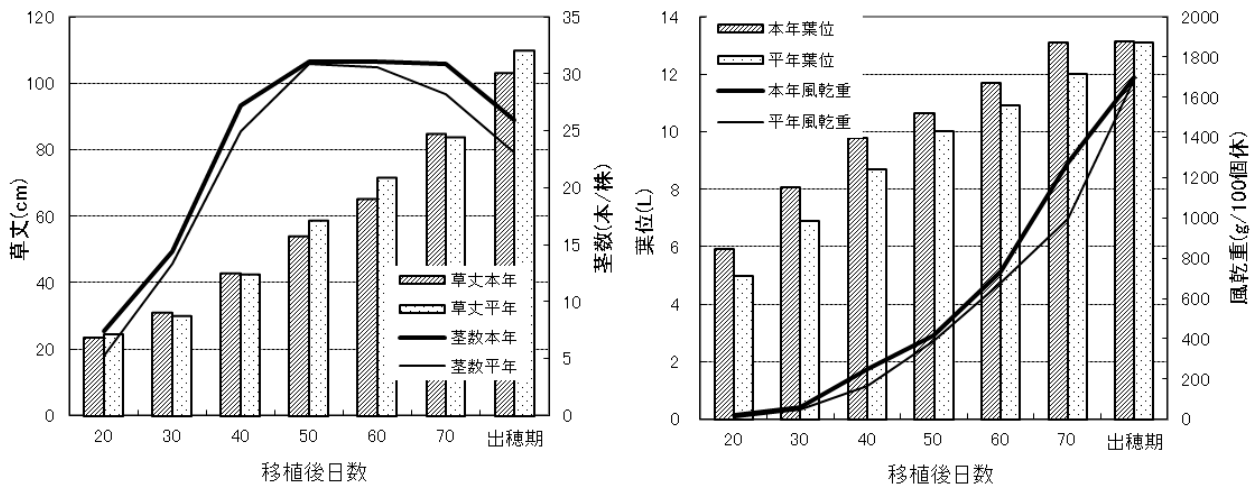 120
100
80
60
40
20
0
草丈(cm)
35
30
25
20
15
10
5
0
茎数(本/株)
草丈本年
草丈平年
茎数本年
茎数平年
20 30 40 50 60 70 出穂期
移植後日数
14
12
10
8
6
4
2
0
葉位(L)
2000
1800
1600
1400
1200
1000
800
600
400
200
0
風乾重(g/100個体)
本年葉位
平年葉位
本年風乾重
平年風乾重
20 30 40 50 60 70 出穂期
移植後日数